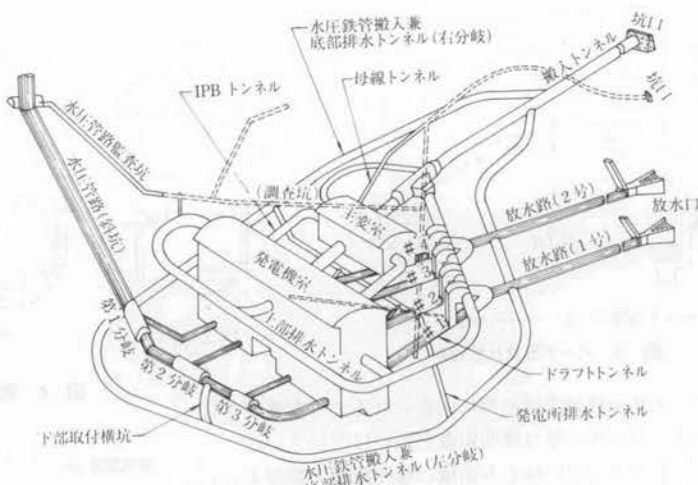 水圧鉄管搬入兼
底部排水トンネル(右分岐)
坑口
搬入トンネル
母線トンネル
坑口
IPB トンネル
水圧管路監査坑
(調査坑)
水圧管路(斜坑)
主変室
放水路(2号)
放水口
#4
#3
発電機室
放水路(1号)
#2
#1
上部排水トンネル
第1分岐
第2分岐
ドラフトトンネル
第3分岐
発電所排水トンネル
下部取付横坑
水圧鉄管搬入兼
底部排水トンネル(左分岐)